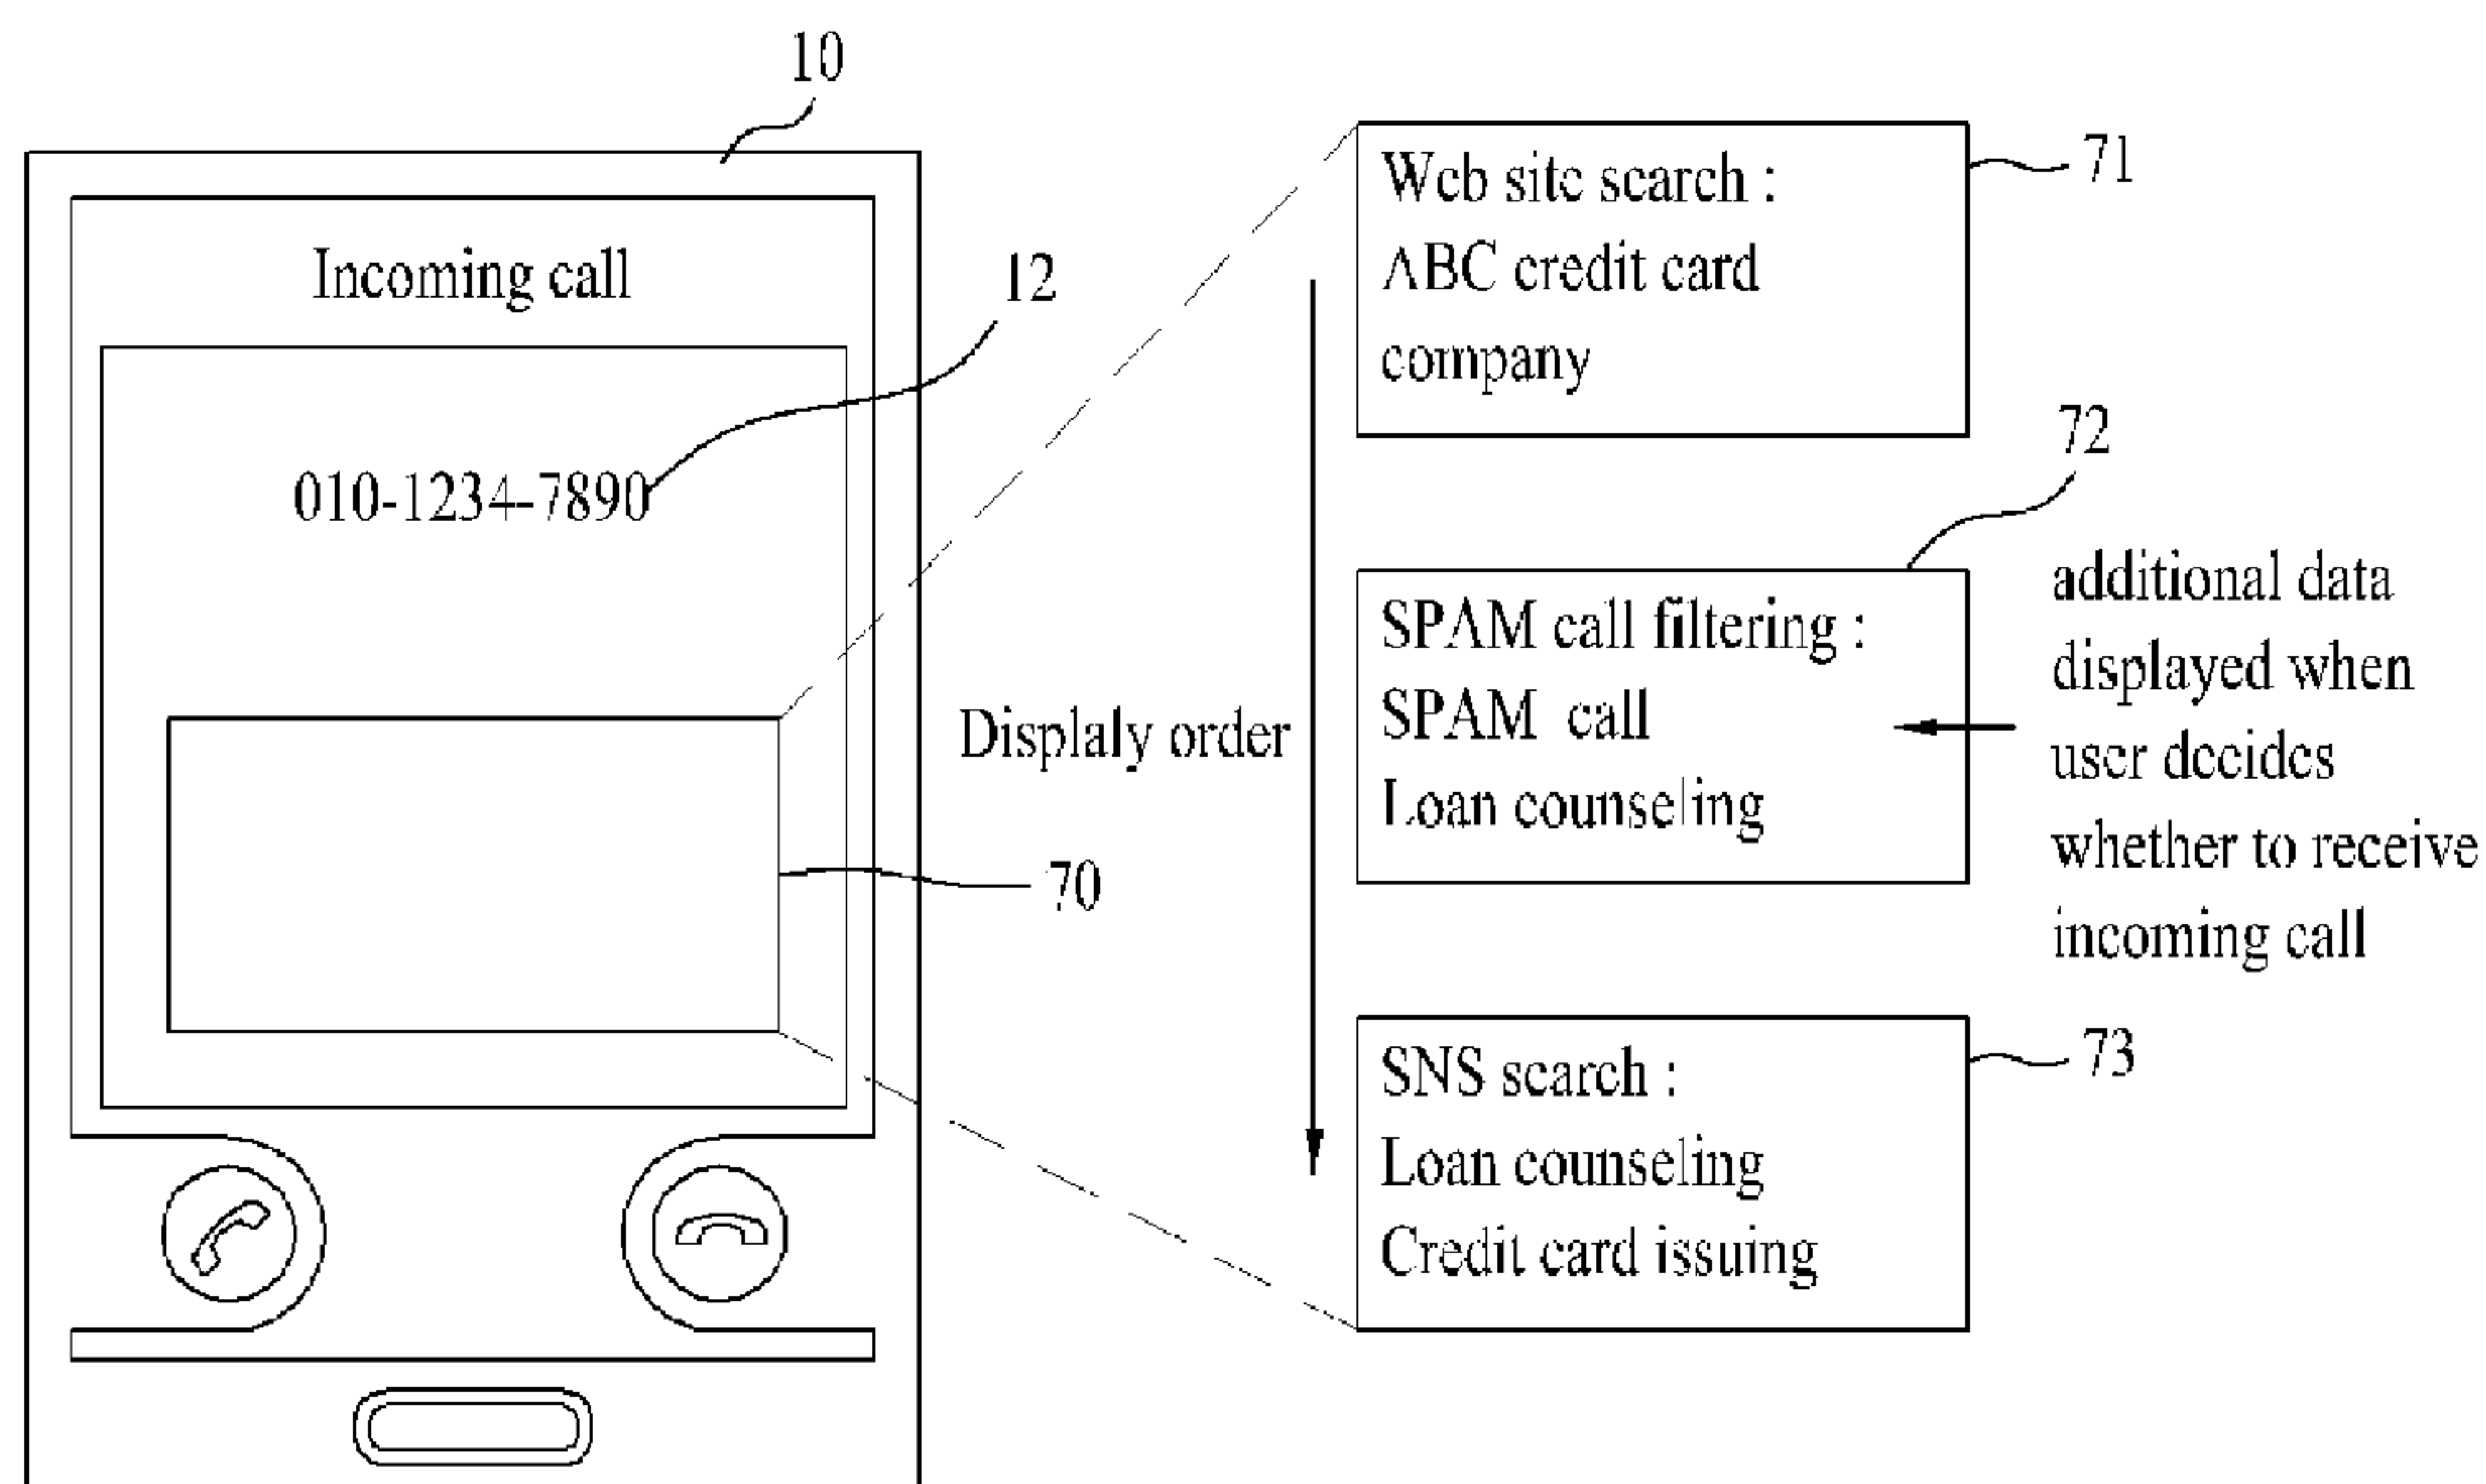 10
Incoming call
12
010-1234-7890
70
Displaly order
71
Web site search :
ABC credit card
company
72
SPAM call filtering :
SPAM call
Loan counseling
additional data
displayed when
user decides
whether to receive
incoming call
73
SNS search :
Loan counseling
Credit card issuing